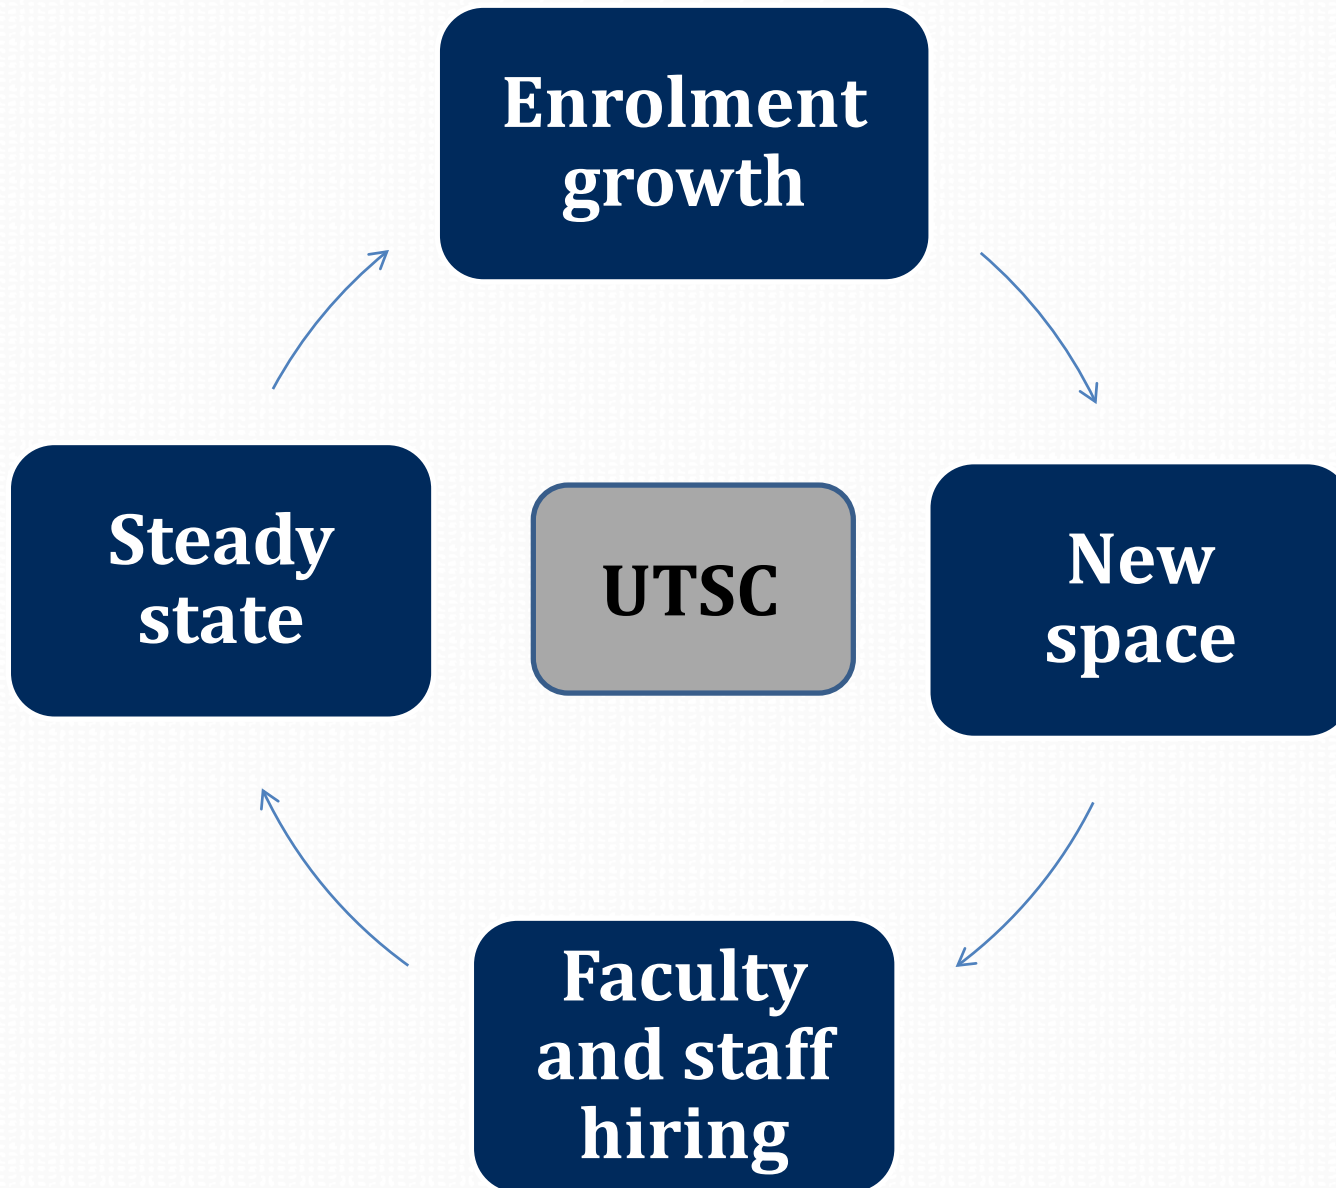 Enrolment
growth
Steady
state
UTSC
New
space
Faculty
and staff
hiring